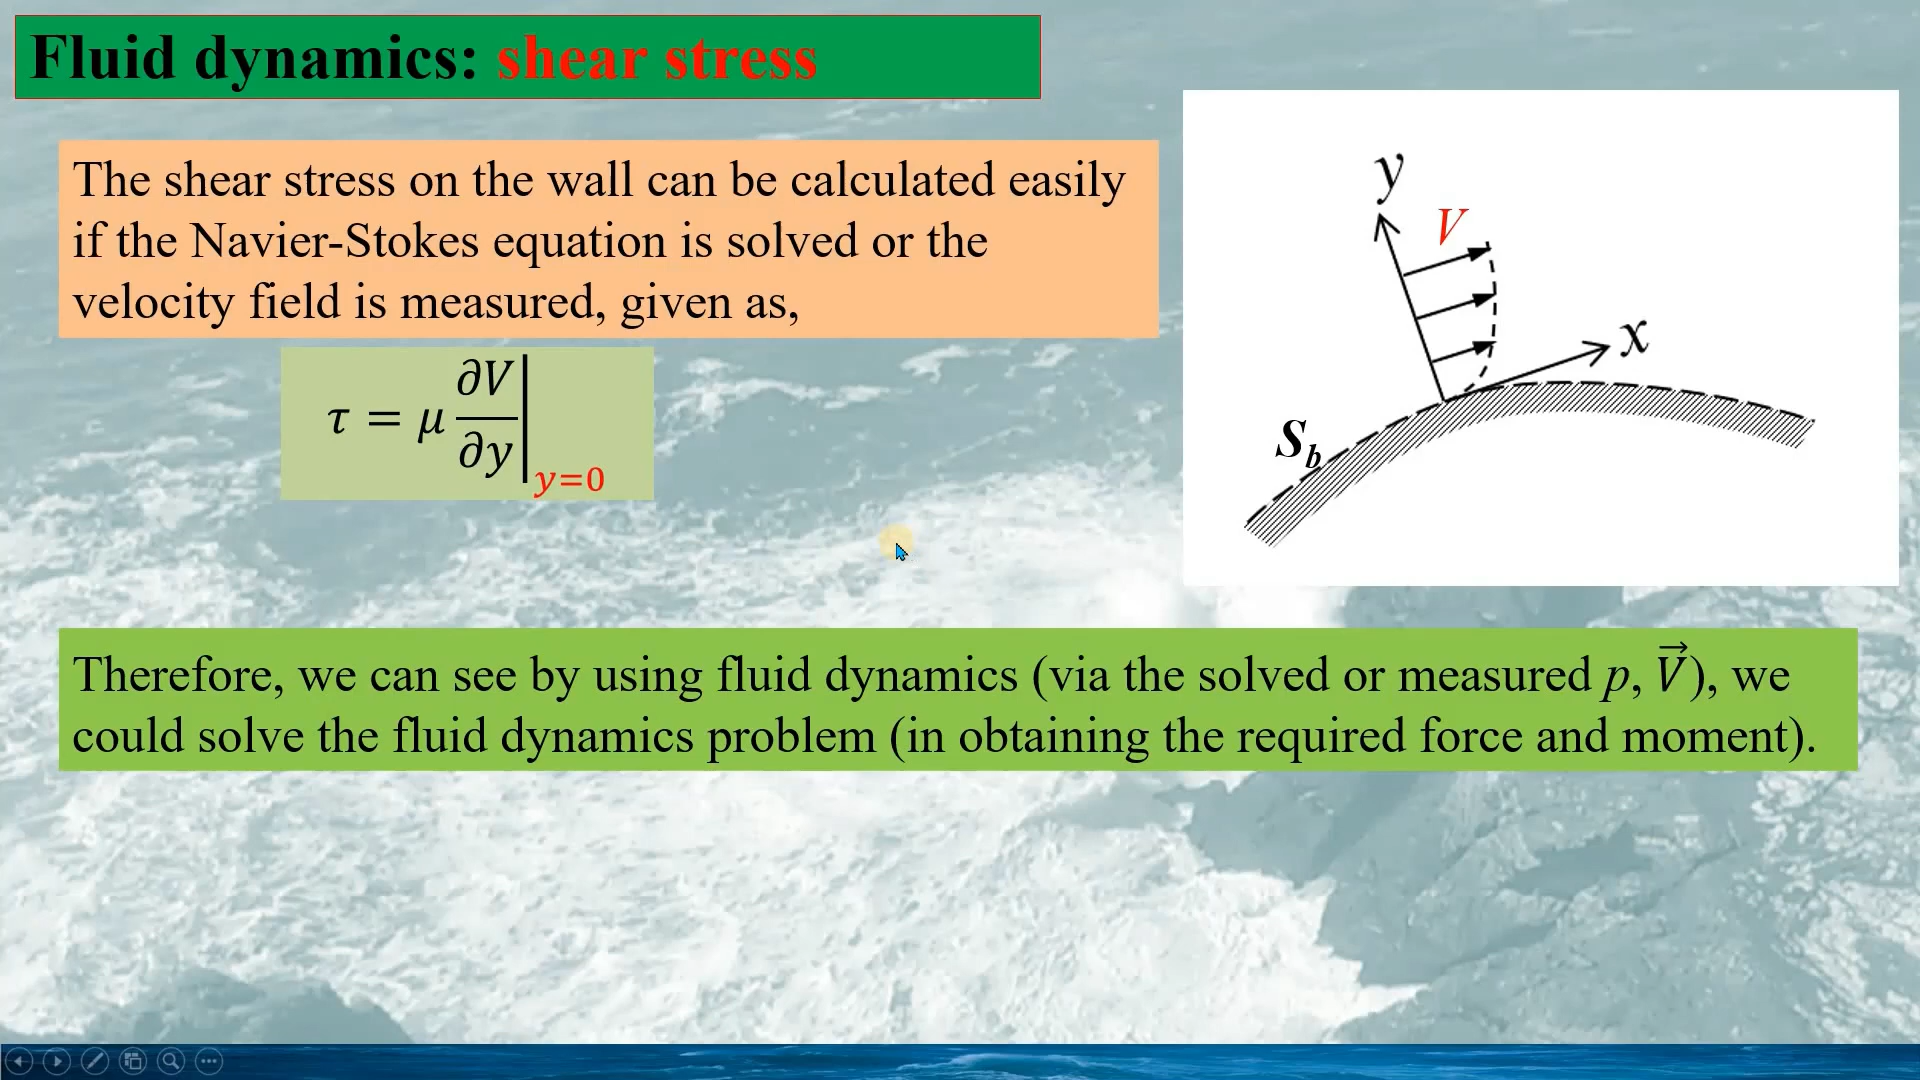 Fluid dynamics: shear stress
The shear stress on the wall can be calculated easily
if the Navier-Stokes equation is solved or the
velocity field is measured, given as,
τ = μ ∂V/∂y|y=0
y
V
x
Sb
Therefore, we can see by using fluid dynamics (via the solved or measured p, V⃗), we
could solve the fluid dynamics problem (in obtaining the required force and moment).